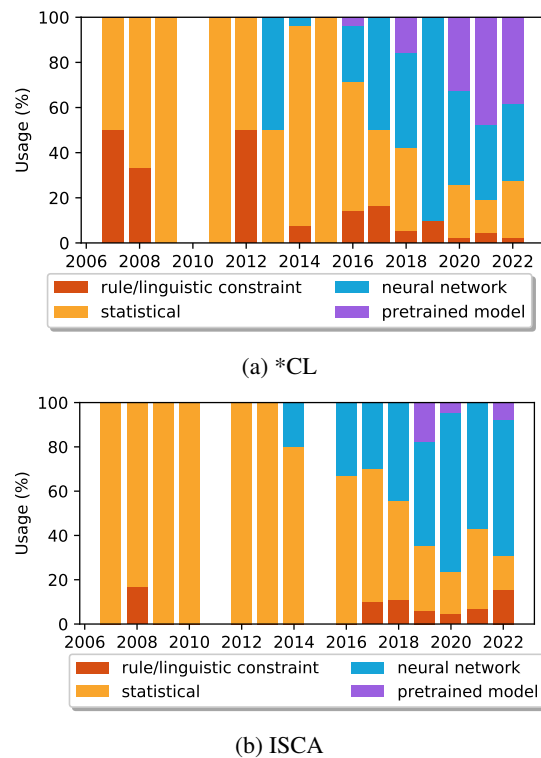 100
80
60
40
20
0
Usage (%)
2006 2008 2010 2012 2014 2016 2018 2020 2022
rule/linguistic constraint neural network
statistical pretrained model
(a) *CL
100
80
60
40
20
0
Usage (%)
2006 2008 2010 2012 2014 2016 2018 2020 2022
rule/linguistic constraint neural network
statistical pretrained model
(b) ISCA